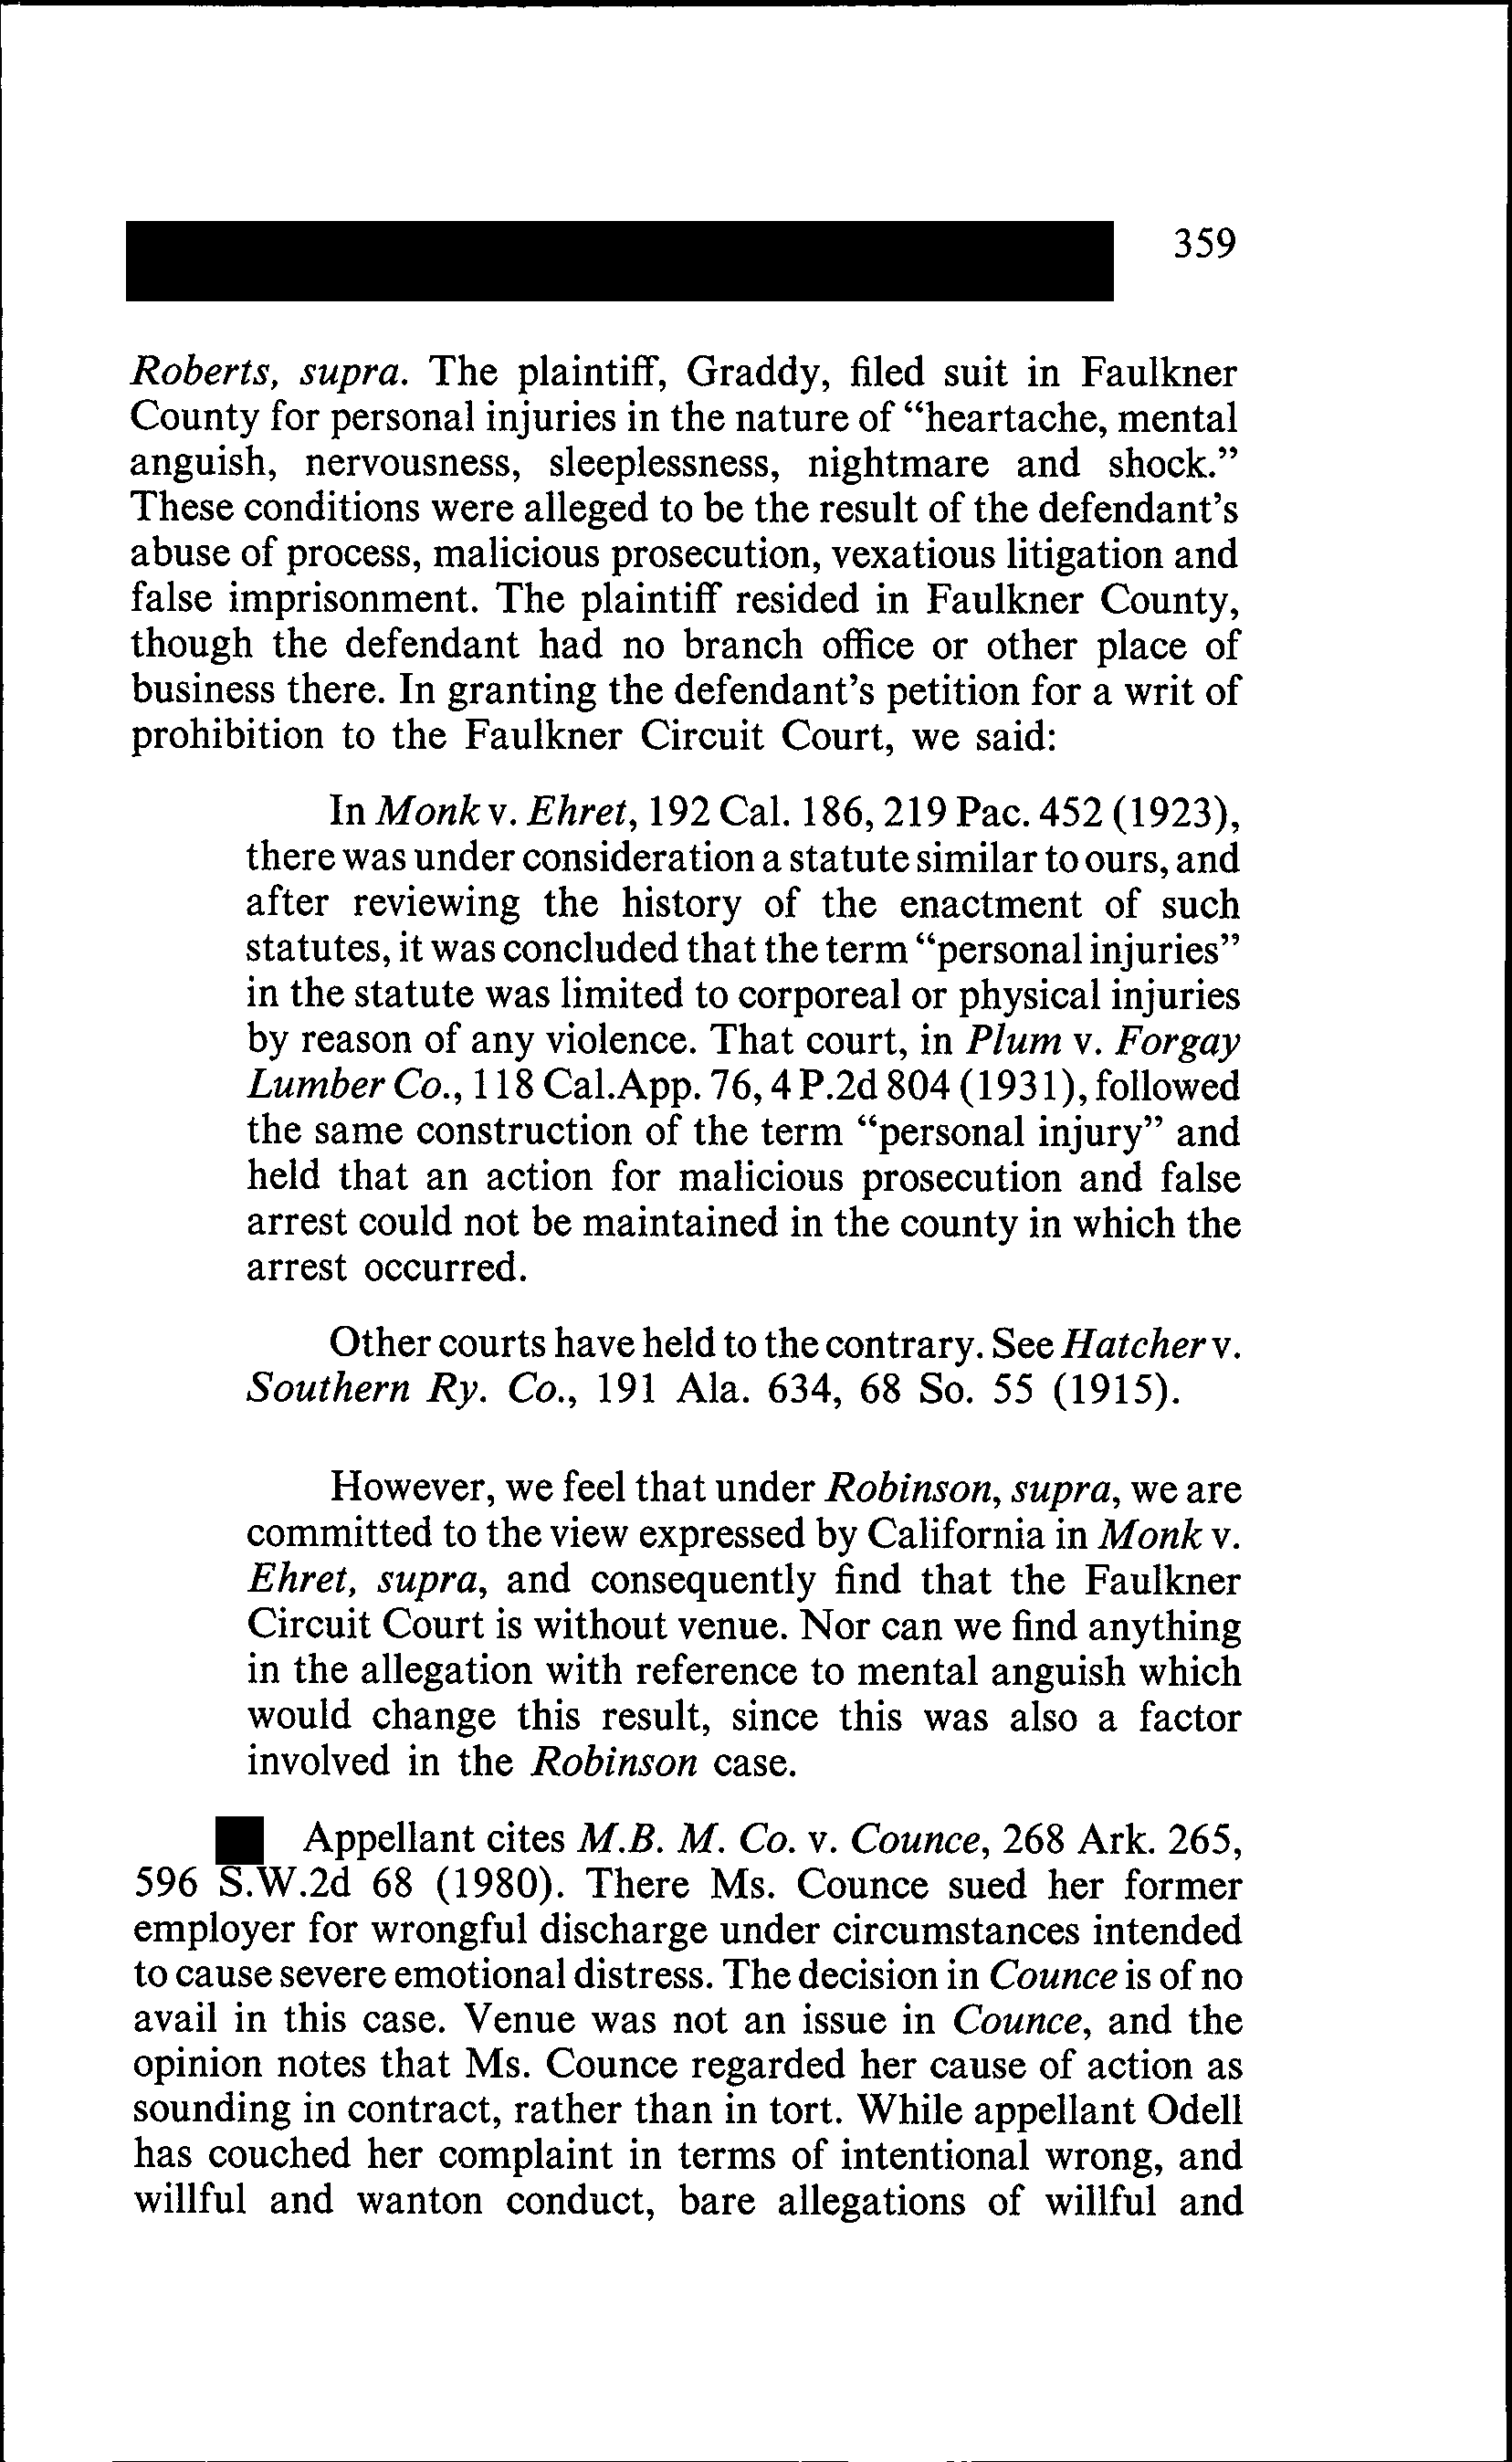 359
Roberts, supra. The plaintiff, Graddy, filed suit in Faulkner
County for personal injuries in the nature of “heartache, mental
anguish, nervousness, sleeplessness, nightmare and shock.”
These conditions were alleged to be the result of the defendant’s
abuse of process, malicious prosecution, vexatious litigation and
false imprisonment. The plaintiff resided in Faulkner County,
though the defendant had no branch office or other place of
business there. In granting the defendant’s petition for a writ of
prohibition to the Faulkner Circuit Court, we said:
In Monk v. Ehret, 192 Cal. 186, 219 Pac. 452 (1923),
there was under consideration a statute similar to ours, and
after reviewing the history of the enactment of such
statutes, it was concluded that the term “personal injuries”
in the statute was limited to corporeal or physical injuries
by reason of any violence. That court, in Plum v. Forgay
Lumber Co., 118 Cal.App. 76, 4 P.2d 804 (1931), followed
the same construction of the term “personal injury” and
held that an action for malicious prosecution and false
arrest could not be maintained in the county in which the
arrest occurred.
Other courts have held to the contrary. See Hatcher v.
Southern Ry. Co., 191 Ala. 634, 68 So. 55 (1915).
However, we feel that under Robinson, supra, we are
committed to the view expressed by California in Monk v.
Ehret, supra, and consequently find that the Faulkner
Circuit Court is without venue. Nor can we find anything
in the allegation with reference to mental anguish which
would change this result, since this was also a factor
involved in the Robinson case.
Appellant cites M.B. M. Co. v. Counce, 268 Ark. 265,
596 S.W.2d 68 (1980). There Ms. Counce sued her former
employer for wrongful discharge under circumstances intended
to cause severe emotional distress. The decision in Counce is of no
avail in this case. Venue was not an issue in Counce, and the
opinion notes that Ms. Counce regarded her cause of action as
sounding in contract, rather than in tort. While appellant Odell
has couched her complaint in terms of intentional wrong, and
willful and wanton conduct, bare allegations of willful and